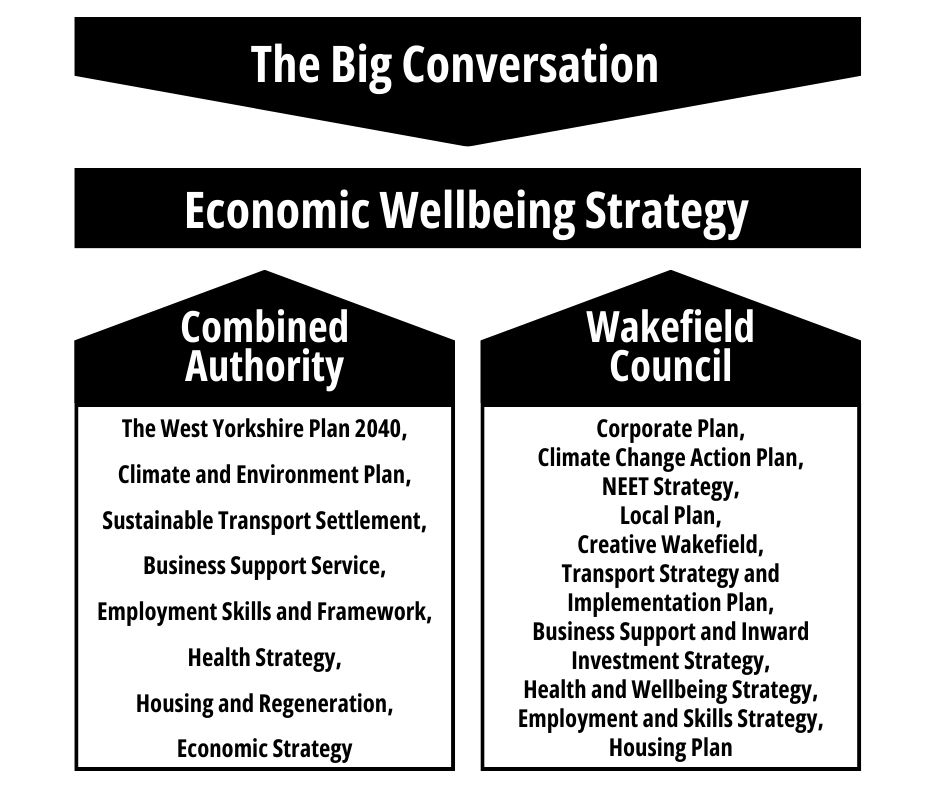 The Big Conversation
Economic Wellbeing Strategy
Combined
Authority
The West Yorkshire Plan 2040,
Climate and Environment Plan,
Sustainable Transport Settlement,
Business Support Service,
Employment Skills and Framework,
Health Strategy,
Housing and Regeneration,
Economic Strategy
Wakefield
Council
Corporate Plan,
Climate Change Action Plan,
NEET Strategy,
Local Plan,
Creative Wakefield,
Transport Strategy and
Implementation Plan,
Business Support and Inward
Investment Strategy,
Health and Wellbeing Strategy,
Employment and Skills Strategy,
Housing Plan